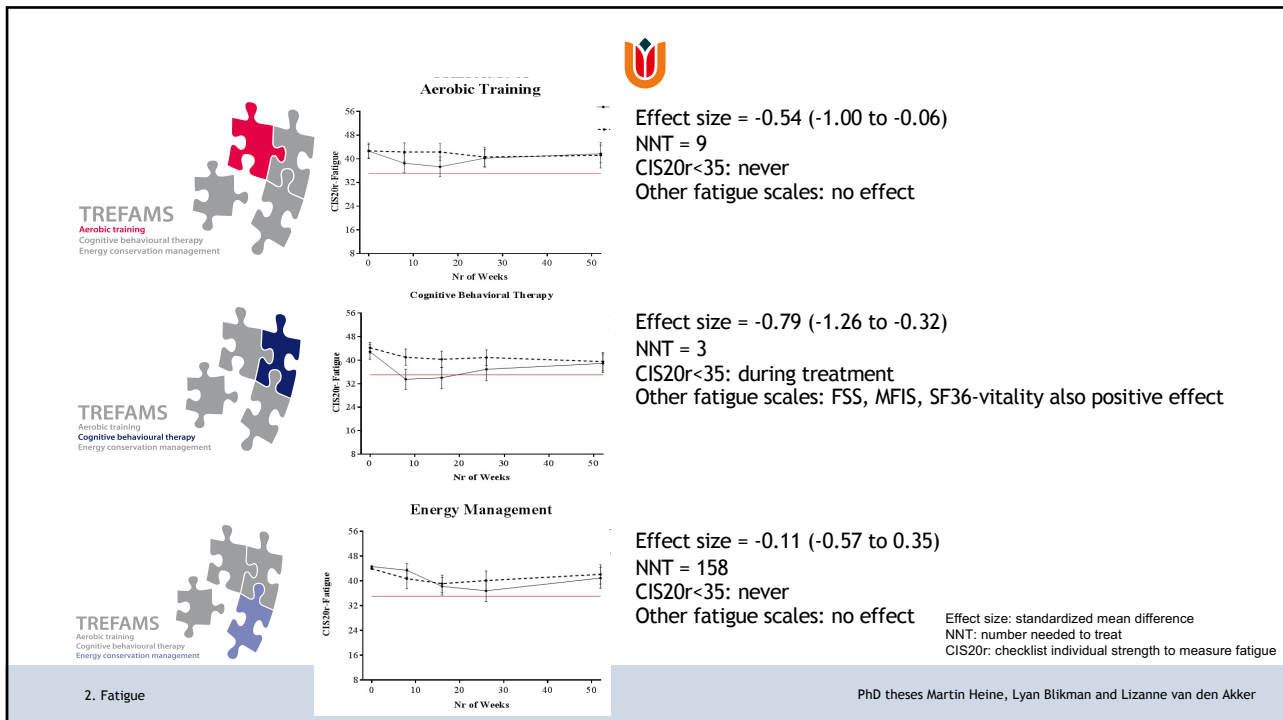 Aerobic Training
56
48
40
32
24
16
8
CIS20r-Fatigue
0 10 20 30 40 50
Nr of Weeks
TREFAMS
Aerobic training
Cognitive behavioural therapy
Energy conservation management
Effect size = -0.54 (-1.00 to -0.06)
NNT = 9
CIS20r<35: never
Other fatigue scales: no effect
Cognitive Behavioral Therapy
56
48
40
32
24
16
8
CIS20r-Fatigue
0 10 20 30 40 50
Nr of Weeks
TREFAMS
Aerobic training
Cognitive behavioural therapy
Energy conservation management
Effect size = -0.79 (-1.26 to -0.32)
NNT = 3
CIS20r<35: during treatment
Other fatigue scales: FSS, MFIS, SF36-vitality also positive effect
Energy Management
56
48
40
32
24
16
8
CIS20r-Fatigue
0 10 20 30 40 50
Nr of Weeks
TREFAMS
Aerobic training
Cognitive behavioural therapy
Energy conservation management
Effect size = -0.11 (-0.57 to 0.35)
NNT = 158
CIS20r<35: never
Other fatigue scales: no effect
Effect size: standardized mean difference
NNT: number needed to treat
CIS20r: checklist individual strength to measure fatigue
2. Fatigue
PhD theses Martin Heine, Lyan Blikman and Lizanne van den Akker